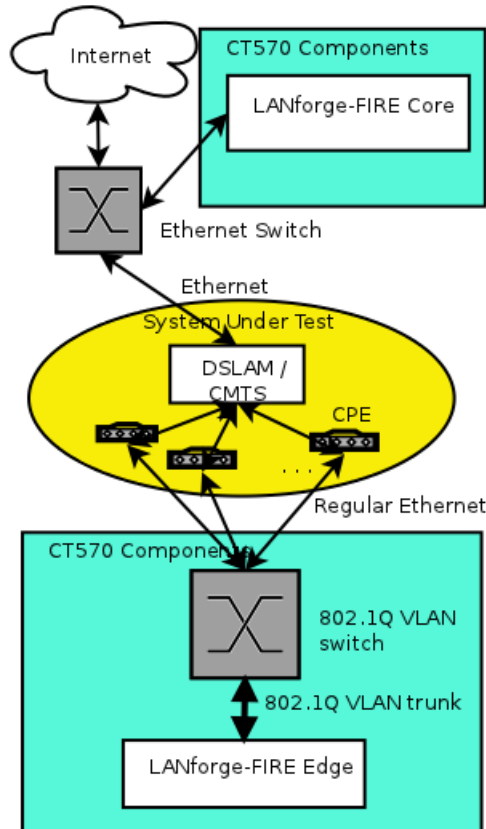 Internet
CT570 Components
LANforge-FIRE Core
Ethernet Switch
Ethernet
System Under Test
DSLAM /
CMTS
CPE
. . .
Regular Ethernet
CT570 Components
802.1Q VLAN
switch
802.1Q VLAN trunk
LANforge-FIRE Edge